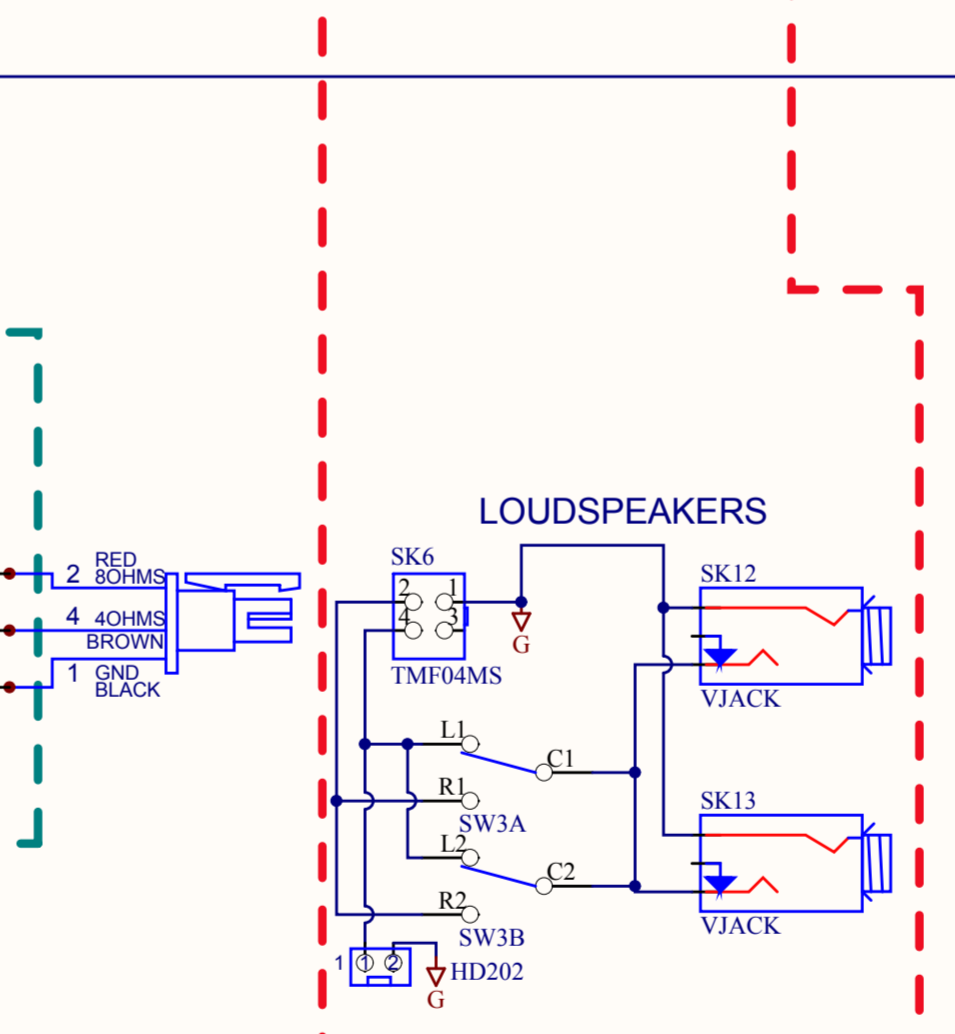 LOUDSPEAKERS
RED
2 8OHMS
4 4OHMS
BROWN
1 GND
BLACK
SK6
2 1
4 3
TMF04MS
G
SK12
VJACK
L1
C1
R1
SW3A
L2
C2
R2
SW3B
SK13
VJACK
1 1 2 HD202
G